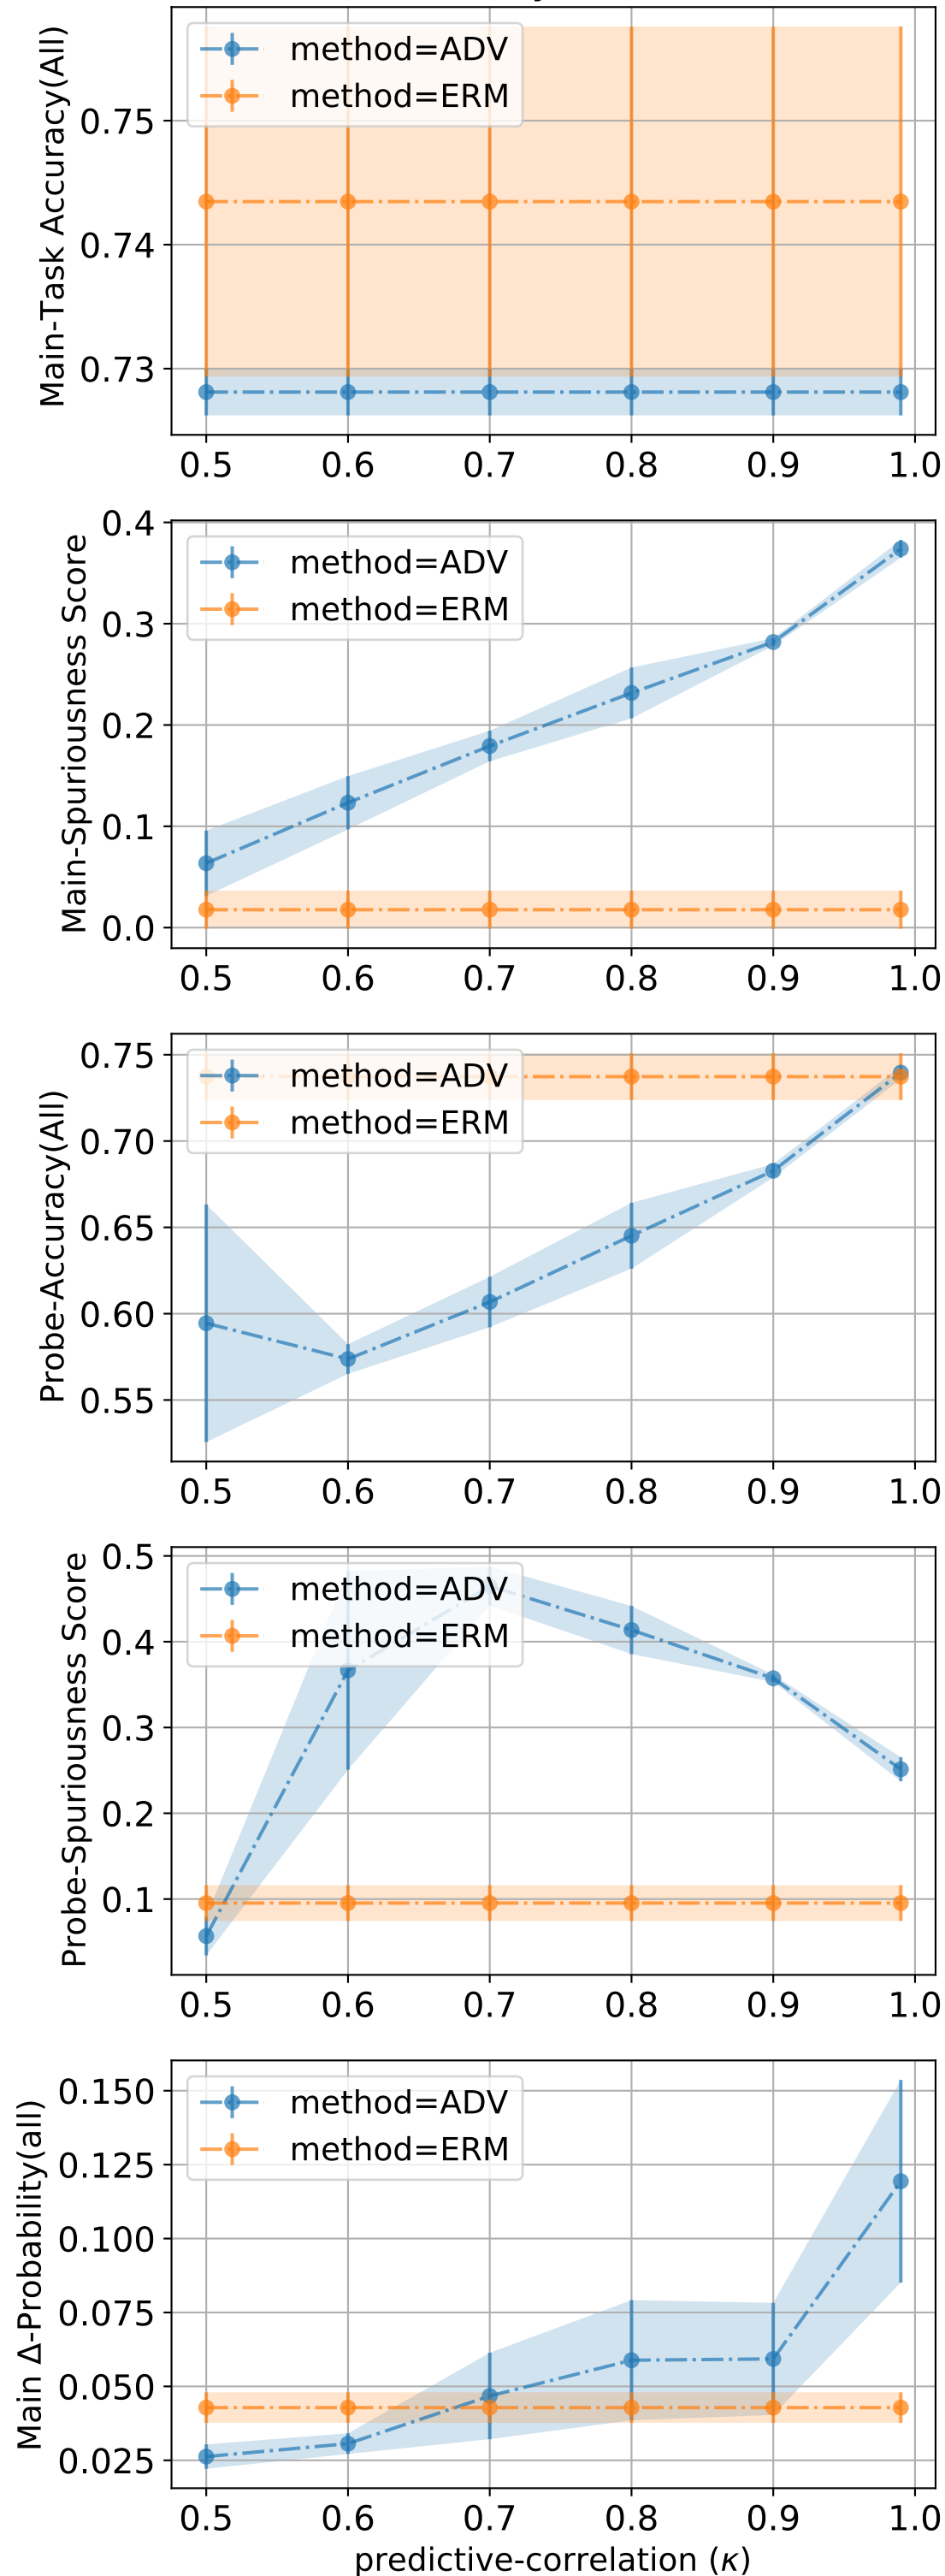 method=ADV
method=ERM
0.75
0.74
0.73
Main-Task Accuracy(All)
0.5 0.6 0.7 0.8 0.9 1.0
method=ADV
method=ERM
0.4
0.3
0.2
0.1
0.0
Main-Spuriousness Score
0.5 0.6 0.7 0.8 0.9 1.0
method=ADV
method=ERM
0.75
0.70
0.65
0.60
0.55
Probe-Accuracy(All)
0.5 0.6 0.7 0.8 0.9 1.0
method=ADV
method=ERM
0.5
0.4
0.3
0.2
0.1
Probe-Spuriousness Score
0.5 0.6 0.7 0.8 0.9 1.0
method=ADV
method=ERM
0.150
0.125
0.100
0.075
0.050
0.025
Main Δ-Probability(all)
0.5 0.6 0.7 0.8 0.9 1.0
predictive-correlation (κ)